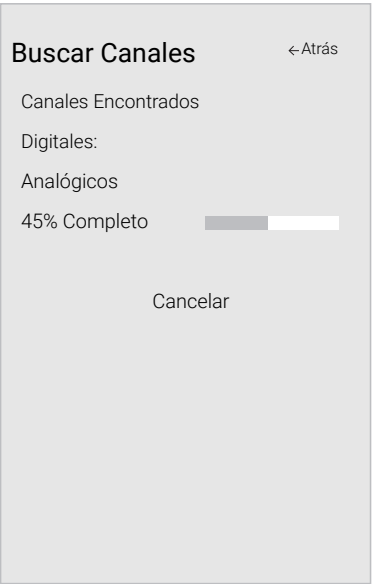 Buscar Canales ←Atrás
Canales Encontrados
Digitales:
Analógicos
45% Completo
Cancelar